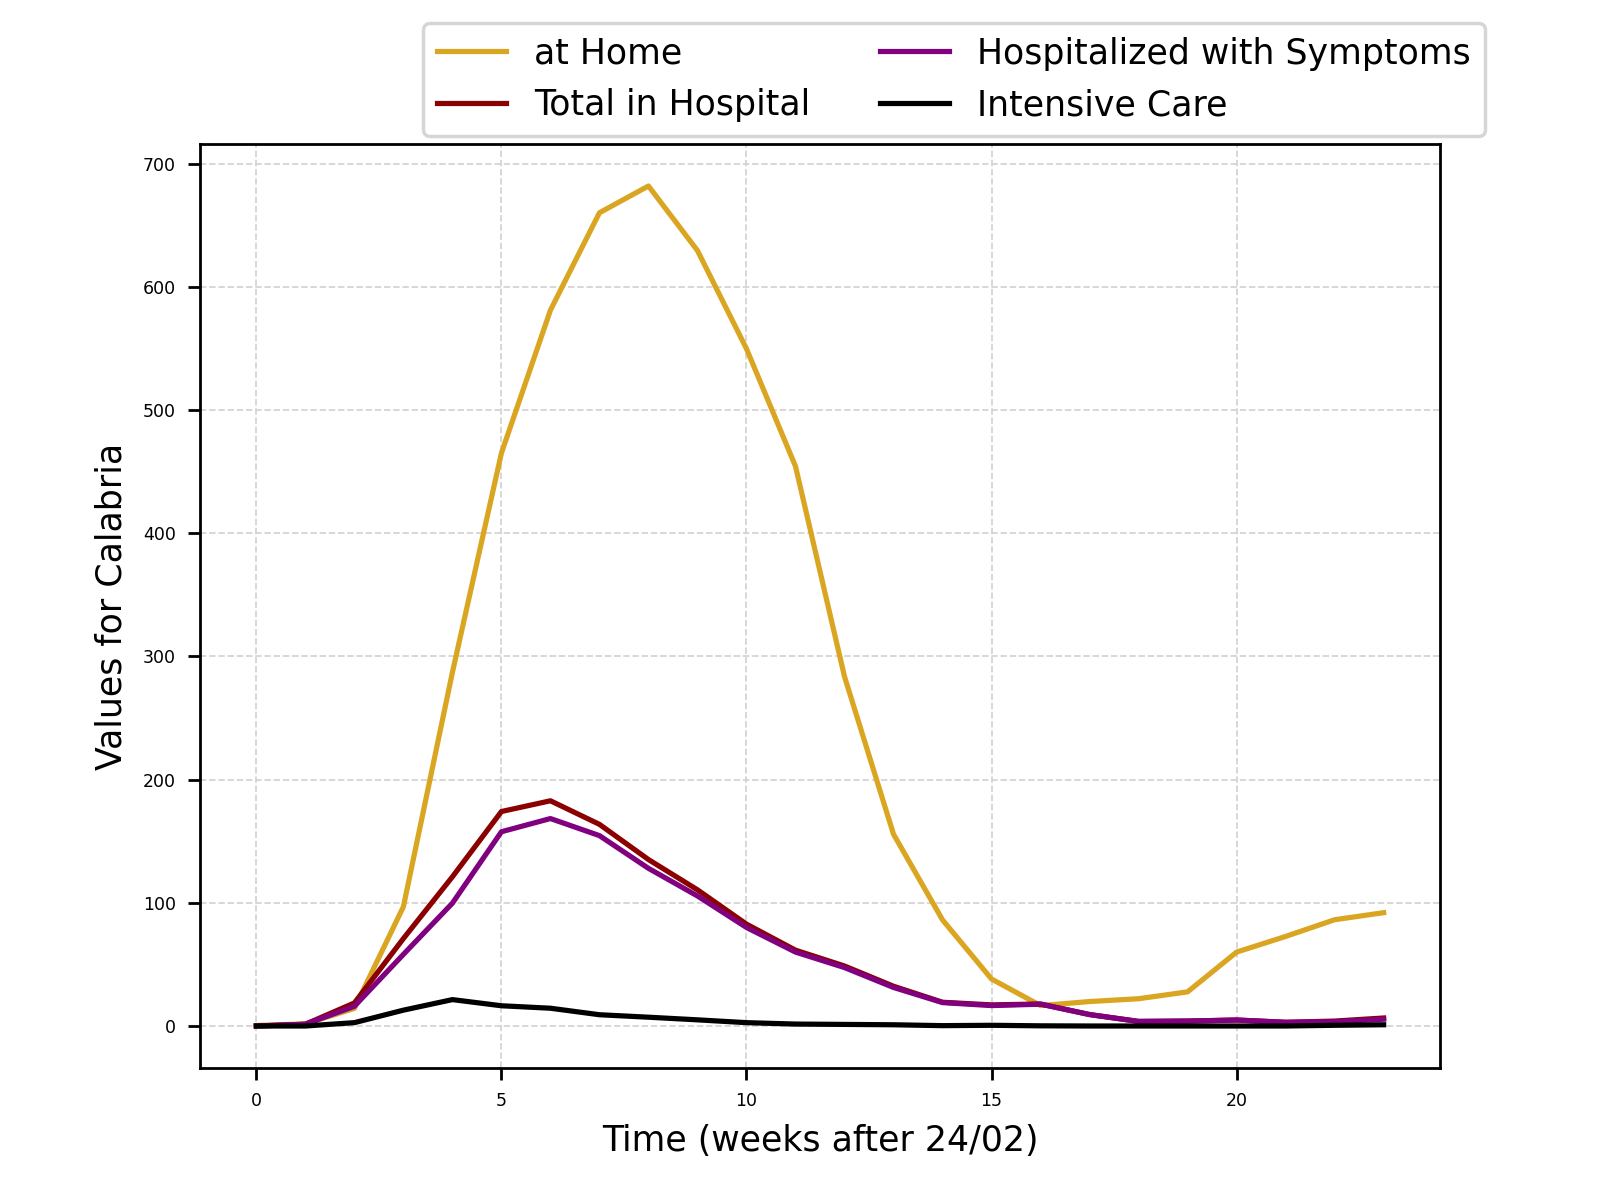 at Home
Total in Hospital
Hospitalized with Symptoms
Intensive Care
700
600
500
400
300
200
100
0
Values for Calabria
0 5 10 15 20
Time (weeks after 24/02)